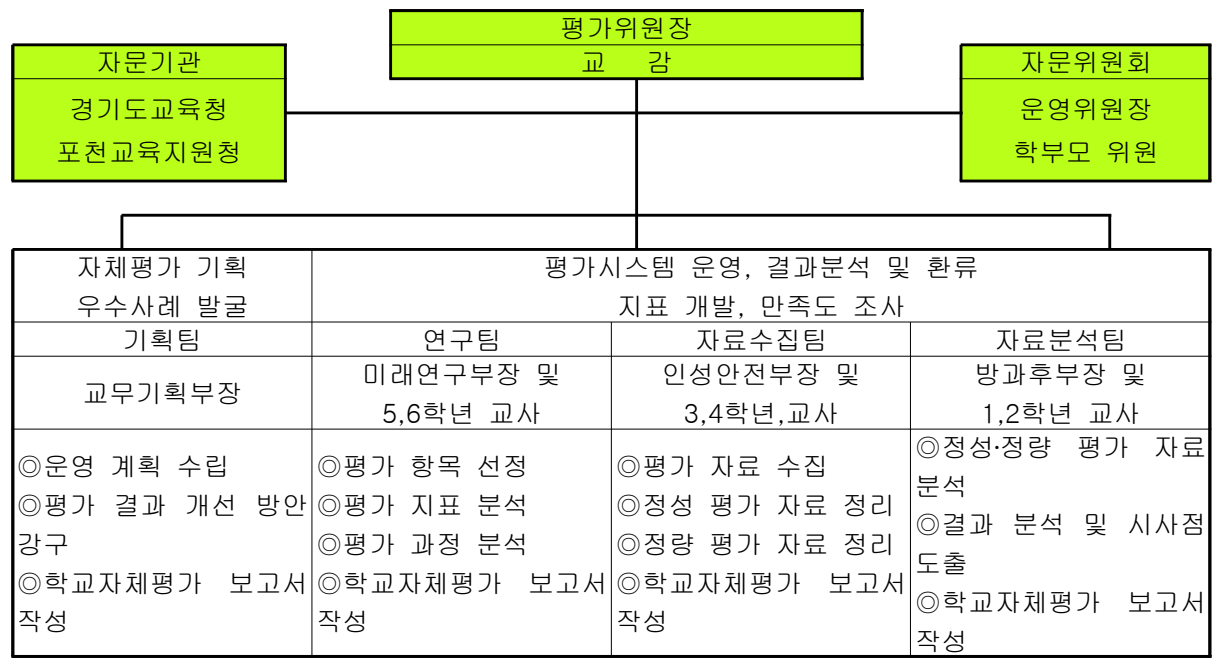 평가위원장
교 감
자문기관
경기도교육청
포천교육지원청
자문위원회
운영위원장
학부모 위원
자체평가 기획
우수사례 발굴
평가시스템 운영, 결과분석 및 환류
지표 개발, 만족도 조사
기획팀
연구팀
자료수집팀
자료분석팀
교무기획부장
미래연구부장 및
5,6학년 교사
인성안전부장 및
3,4학년,교사
방과후부장 및
1,2학년 교사
◎운영 계획 수립
◎평가 결과 개선 방안
강구
◎학교자체평가 보고서
작성
◎평가 항목 선정
◎평가 지표 분석
◎평가 과정 분석
◎학교자체평가 보고서
작성
◎평가 자료 수집
◎정성 평가 자료 정리
◎정량 평가 자료 정리
◎학교자체평가 보고서
작성
◎정성·정량 평가 자료
분석
◎결과 분석 및 시사점
도출
◎학교자체평가 보고서
작성